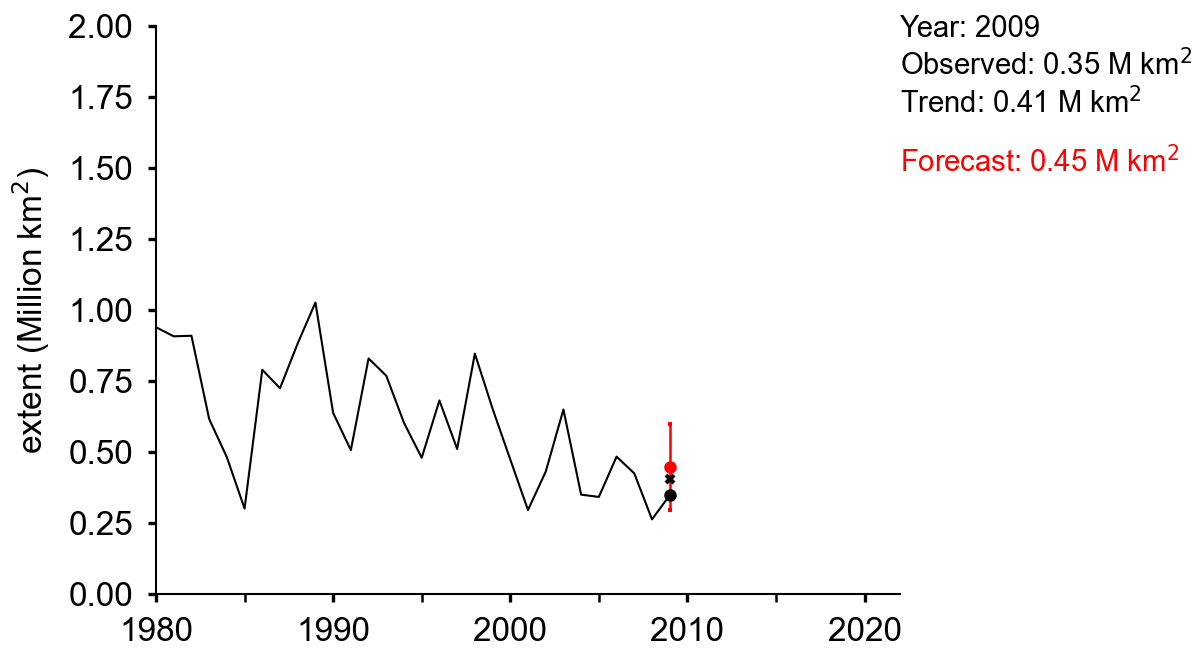 2.00
1.75
1.50
1.25
1.00
0.75
0.50
0.25
0.00
extent (Million km²)
1980
1990
2000
2010
2020
Year: 2009
Observed: 0.35 M km²
Trend: 0.41 M km²
Forecast: 0.45 M km²